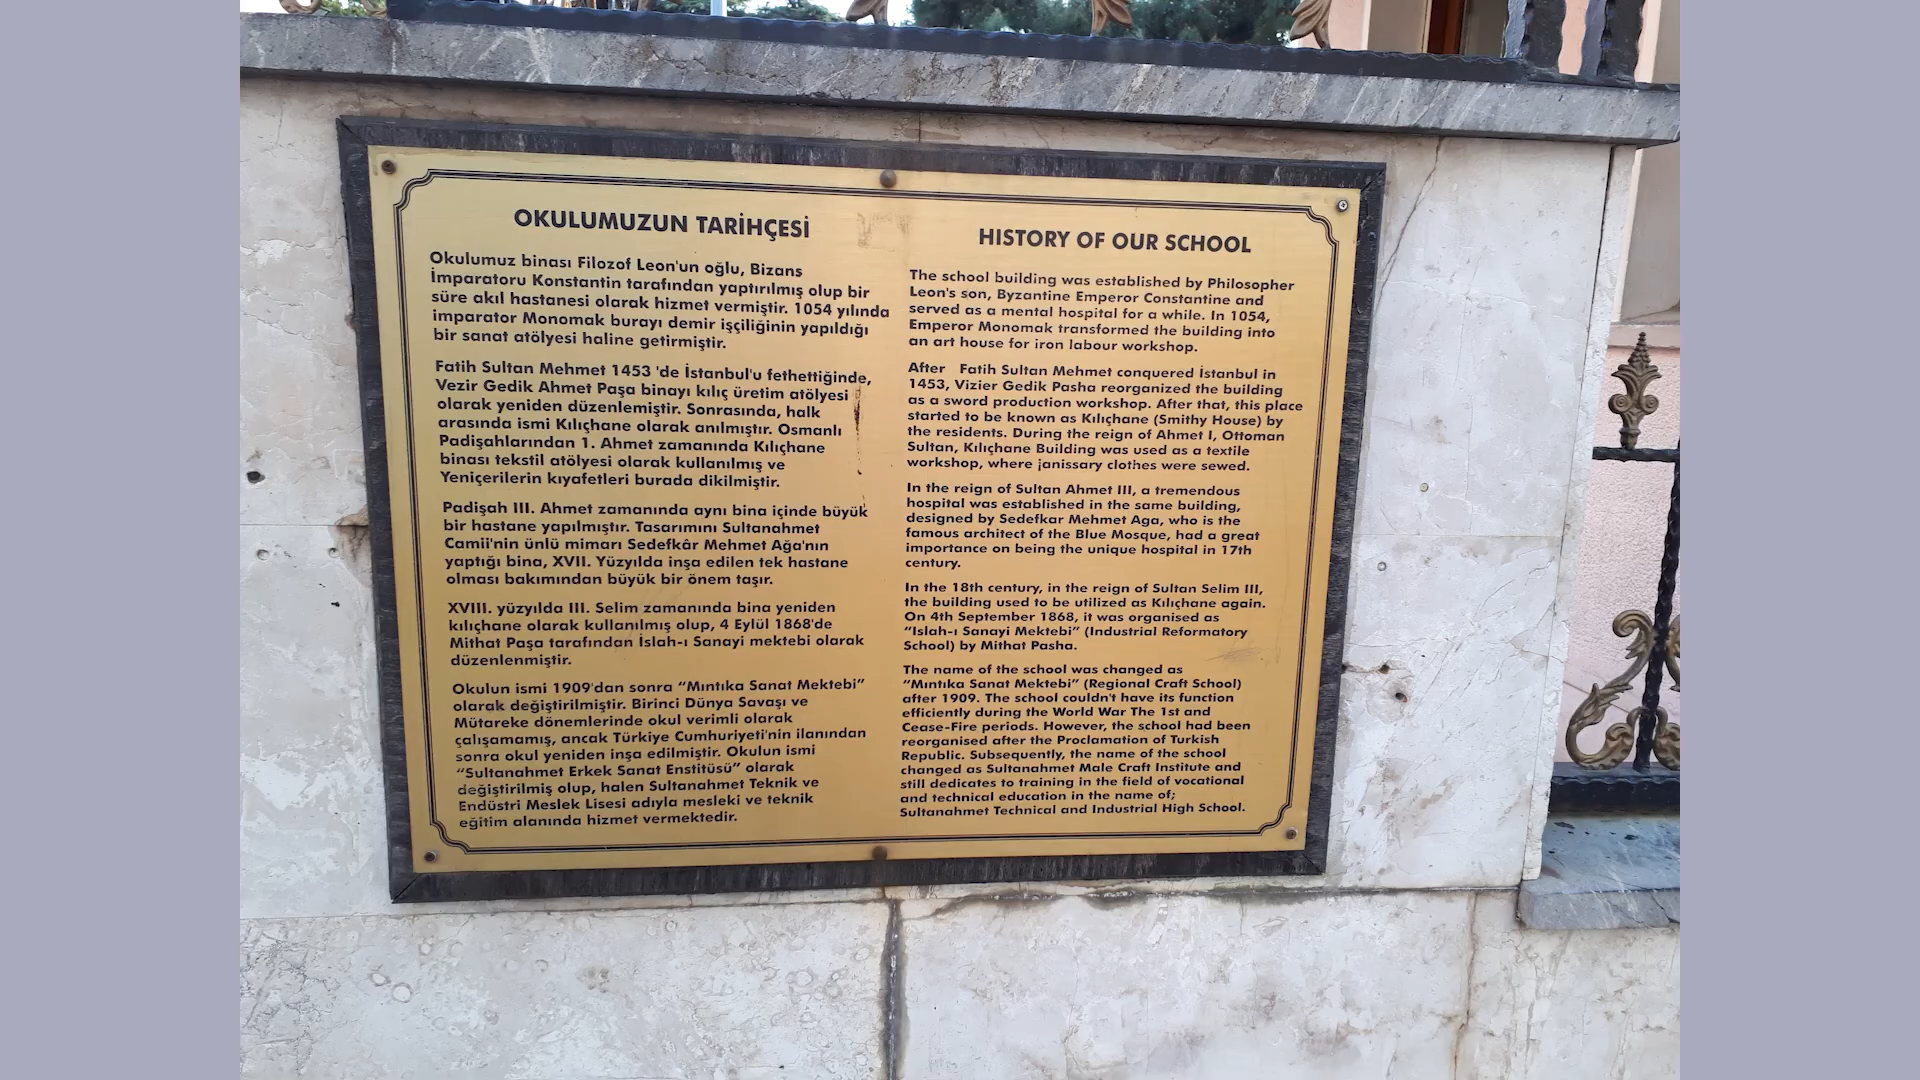 OKULUMUZUN TARİHÇESİ
Okulumuz binası Filozof Leon'un oğlu, Bizans
İmparatoru Konstantin tarafından yaptırılmış olup bir
süre akıl hastanesi olarak hizmet vermiştir. 1054 yılında
imparator Monomak burayı demir işçiliğinin yapıldığı
bir sanat atölyesi haline getirmiştir.
Fatih Sultan Mehmet 1453 'de İstanbul'u fethettiğinde,
Vezir Gedik Ahmet Paşa binayı kılıç üretim atölyesi
olarak yeniden düzenlemiştir. Sonrasında, halk
arasında ismi Kılıçhane olarak anılmıştır. Osmanlı
Padişahlarından 1. Ahmet zamanında Kılıçhane
binası tekstil atölyesi olarak kullanılmış ve
Yeniçerilerin kıyafetleri burada dikilmiştir.
Padişah III. Ahmet zamanında aynı bina içinde büyük
bir hastane yapılmıştır. Tasarımını Sultanahmet
Camii'nin ünlü mimarı Sedefkâr Mehmet Ağa'nın
yaptığı bina, XVII. Yüzyılda inşa edilen tek hastane
olması bakımından büyük bir önem taşır.
XVIII. yüzyılda III. Selim zamanında bina yeniden
kılıçhane olarak kullanılmış olup, 4 Eylül 1868'de
Mithat Paşa tarafından İslah-ı Sanayi mektebi olarak
düzenlenmiştir.
Okulun ismi 1909'dan sonra “Mıntıka Sanat Mektebi”
olarak değiştirilmiştir. Birinci Dünya Savaşı ve
Mütareke dönemlerinde okul verimli olarak
çalışamamış, ancak Türkiye Cumhuriyeti'nin ilanından
sonra okul yeniden inşa edilmiştir. Okulun ismi
“Sultanahmet Erkek Sanat Enstitüsü” olarak
değiştirilmiş olup, halen Sultanahmet Teknik ve
Endüstri Meslek Lisesi adıyla mesleki ve teknik
eğitim alanında hizmet vermektedir.
HISTORY OF OUR SCHOOL
The school building was established by Philosopher
Leon's son, Byzantine Emperor Constantine and
served as a mental hospital for a while. In 1054,
Emperor Monomak transformed the building into
an art house for iron labour workshop.
After Fatih Sultan Mehmet conquered İstanbul in
1453, Vizier Gedik Pasha reorganized the building
as a sword production workshop. After that, this place
started to be known as Kılıçhane (Smithy House) by
the residents. During the reign of Ahmet I, Ottoman
Sultan, Kılıçhane Building was used as a textile
workshop, where janissary clothes were sewed.
In the reign of Sultan Ahmet III, a tremendous
hospital was established in the same building,
designed by Sedefkar Mehmet Aga, who is the
famous architect of the Blue Mosque, had a great
importance on being the unique hospital in 17th
century.
In the 18th century, in the reign of Sultan Selim III,
the building used to be utilized as Kılıçhane again.
On 4th September 1868, it was organised as
“Islah-ı Sanayi Mektebi” (Industrial Reformatory
School) by Mithat Pasha.
The name of the school was changed as
“Mıntıka Sanat Mektebi” (Regional Craft School)
after 1909. The school couldn't have its function
efficiently during the World War The 1st and
Cease-Fire periods. However, the school had been
reorganised after the Proclamation of Turkish
Republic. Subsequently, the name of the school
changed as Sultanahmet Male Craft Institute and
still dedicates to training in the field of vocational
and technical education in the name of;
Sultanahmet Technical and Industrial High School.